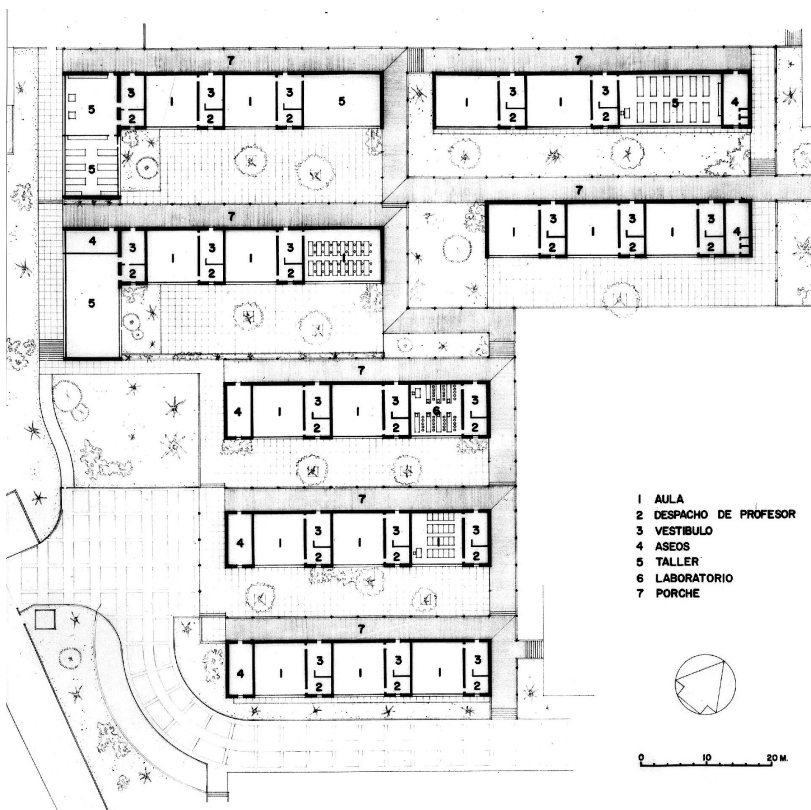 7
7
5 3 1 3 1 3 5
2 2 2
5
1 3 1 3 5 4
2 2
7
7
1 3 1 3 1 3 4
2 2 2
4 3 1 3 1 3 1
2 2 2
5
7
4 1 3 1 3 6 3
2 2 2
7
4 1 3 1 3 1 3
2 2 2
7
4 1 3 1 3 1 3
2 2 2
1 AULA
2 DESPACHO DE PROFESOR
3 VESTIBULO
4 ASEOS
5 TALLER
6 LABORATORIO
7 PORCHE
0 10 20 M.